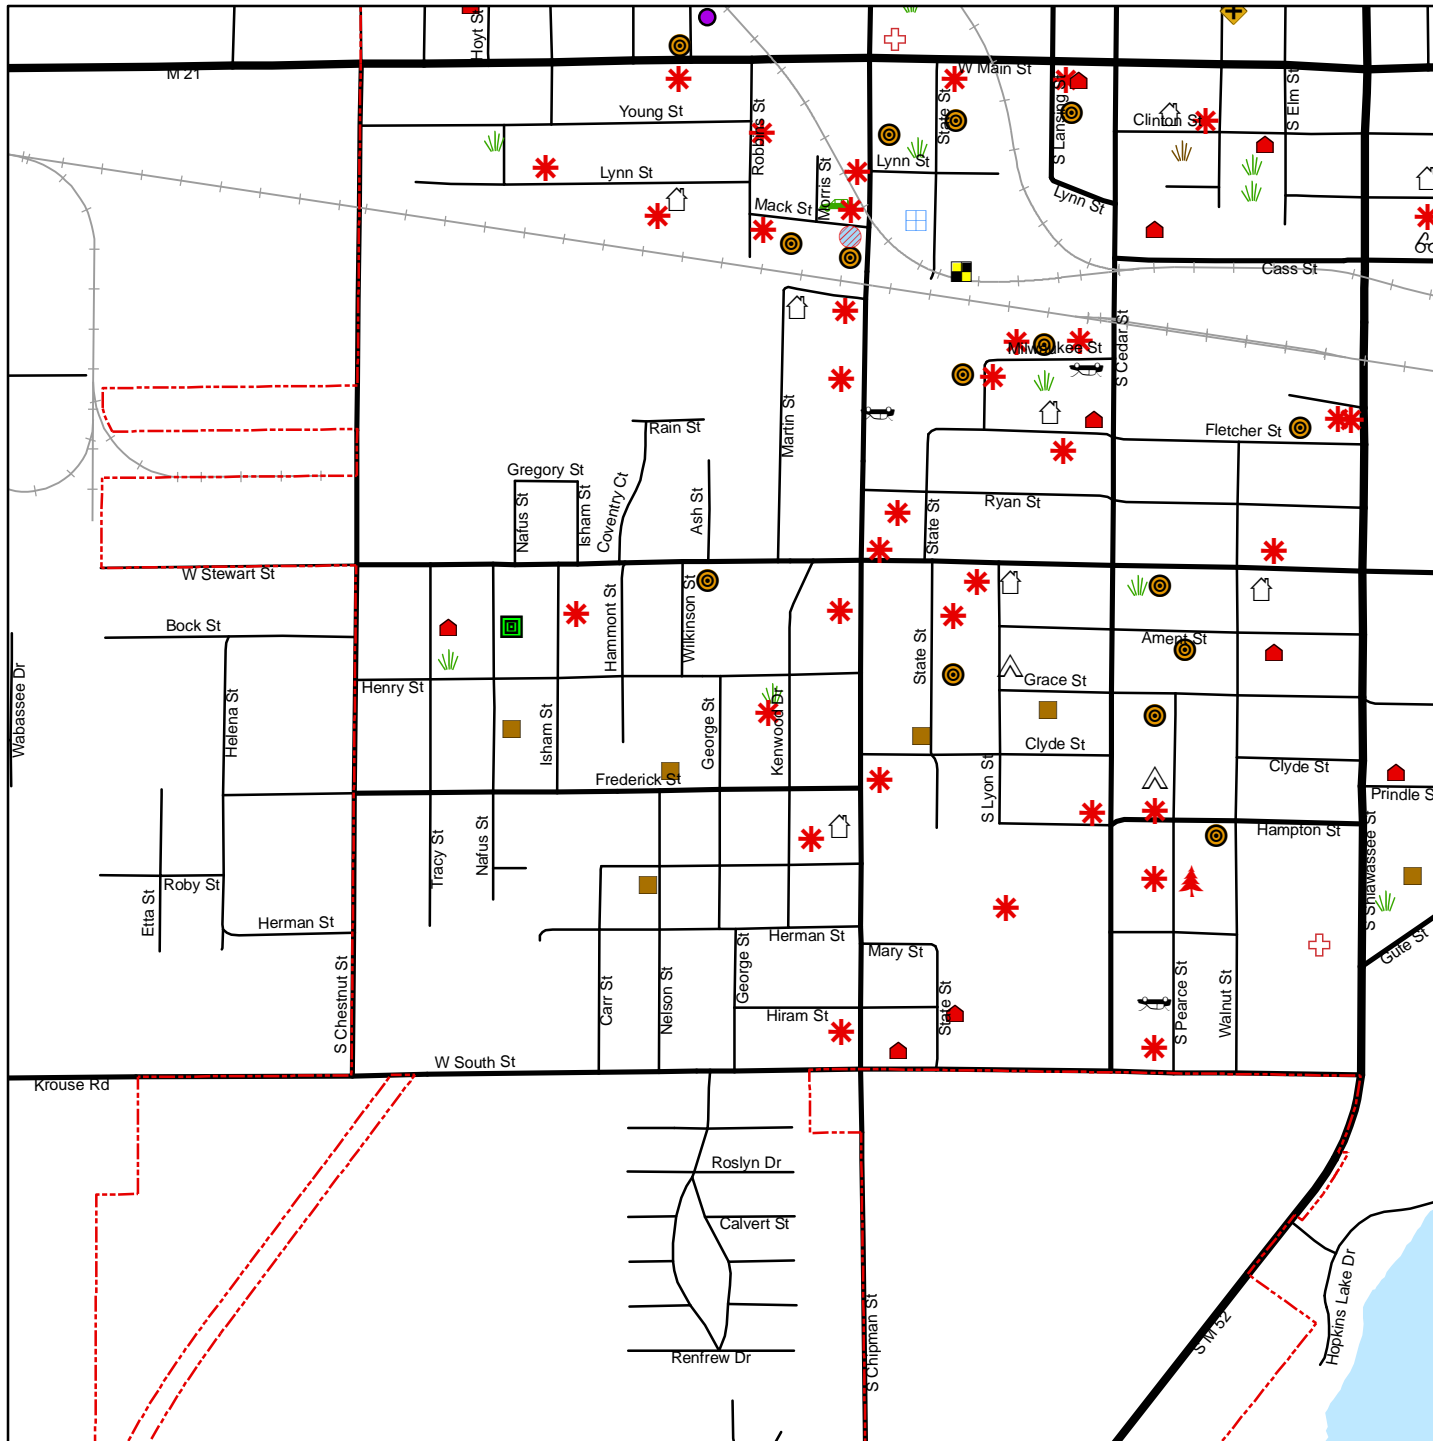 Hoyt St
M 21
W Main St
Young St
Robbins St
State St
S Lansing St
Clinton St
S Elm St
Lynn St
Morris St
Lynn St
Lynn St
Mack St
Cass St
S Cedar St
Milwaukee St
Martin St
Rain St
Fletcher St
Gregory St
Nafus St
Isham St
Coventry Ct
Ash St
Ryan St
State St
W Stewart St
Bock St
Hammont St
Wilkinson St
State St
Ament St
Wabassee Dr
Helena St
Henry St
Grace St
Isham St
George St
Kenwood Dr
Clyde St
Clyde St
Frederick St
S Lyon St
Prindle S
Hampton St
Tracy St
Nafus St
S Shiawassee St
Roby St
Etta St
Herman St
Herman St
Mary St
Gute St
S Chestnut St
Carr St
Nelson St
George St
State St
S Pearce St
Walnut St
Hiram St
W South St
Krouse Rd
Roslyn Dr
Calvert St
S Chipman St
S M 52
Hopkins Lake Dr
Renfrew Dr